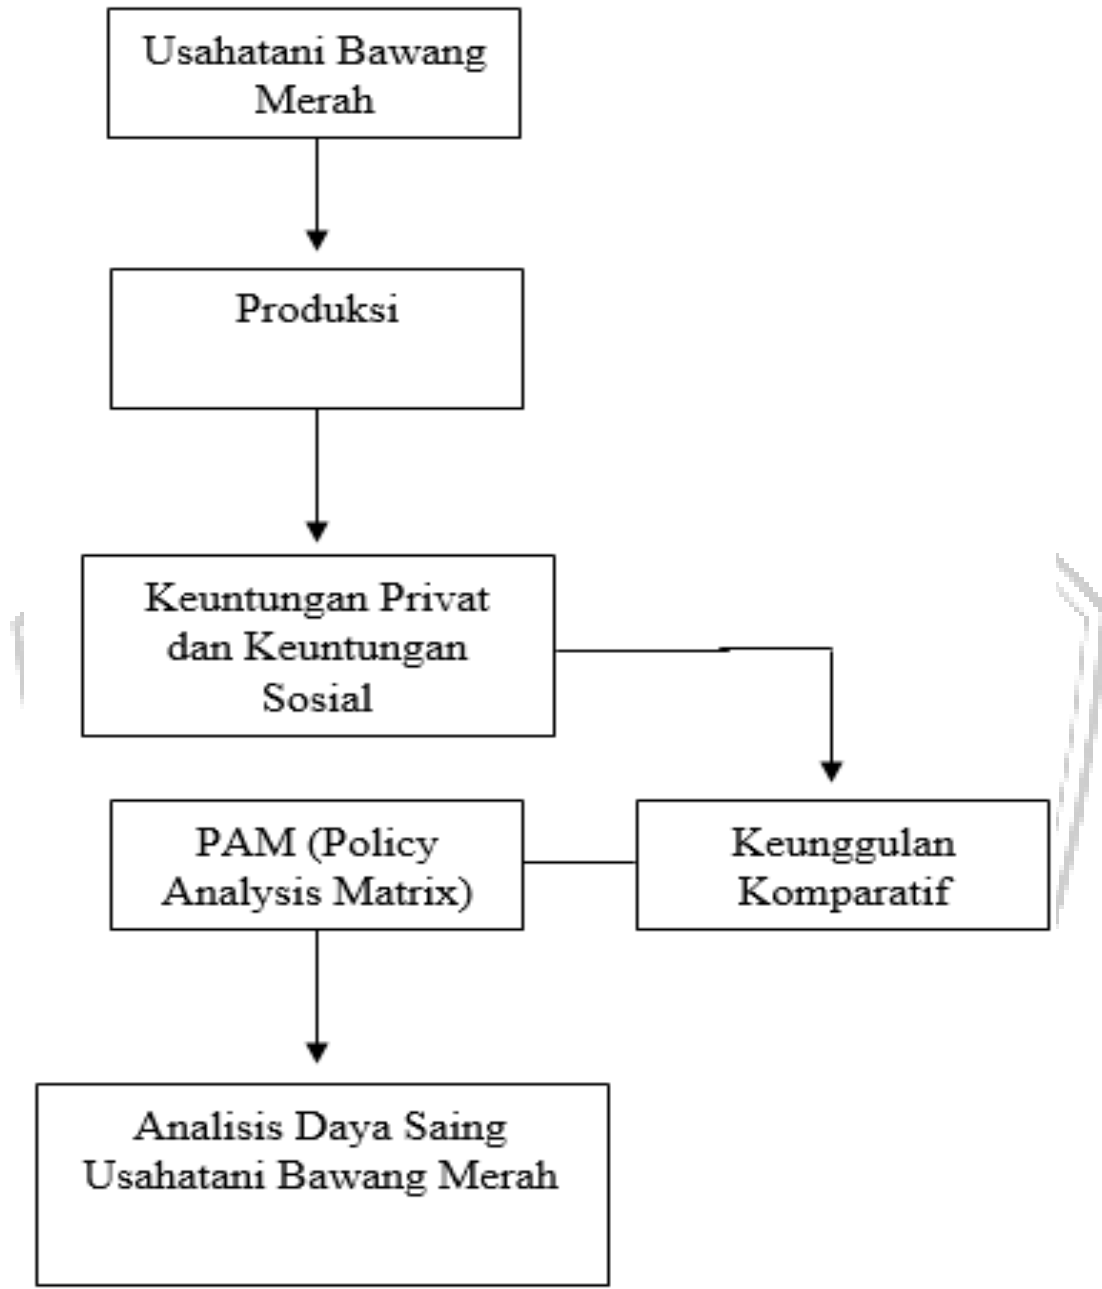 Usahatani Bawang
Merah
Produksi
Keuntungan Privat
dan Keuntungan
Sosial
PAM (Policy
Analysis Matrix)
Keunggulan
Komparatif
Analisis Daya Saing
Usahatani Bawang Merah